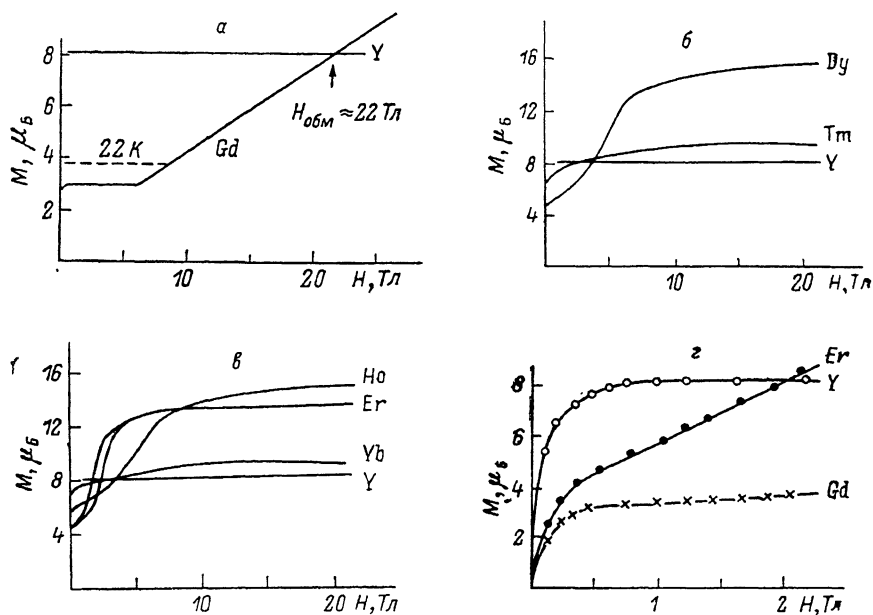 а
M, μ_Б
8
6
4
2
Y
Gd
22 К
H_обм ≈ 22 Тл
10
20
H, Тл
б
M, μ_Б
16
12
8
4
Dy
Tm
Y
10
20
H, Тл
в
M, μ_Б
16
12
8
4
Ho
Er
Yb
Y
10
20
H, Тл
г
M, μ_Б
8
6
4
2
Er
Y
Gd
1
2
H, Тл